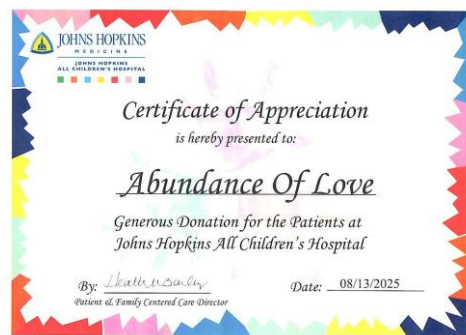 JOHNS HOPKINS
MEDICINE
JOHNS HOPKINS
ALL CHILDREN'S HOSPITAL
Certificate of Appreciation
is hereby presented to:
Abundance Of Love
Generous Donation for the Patients at
Johns Hopkins All Children's Hospital
By:
Date: 08/13/2025
Patient & Family Centered Care Director